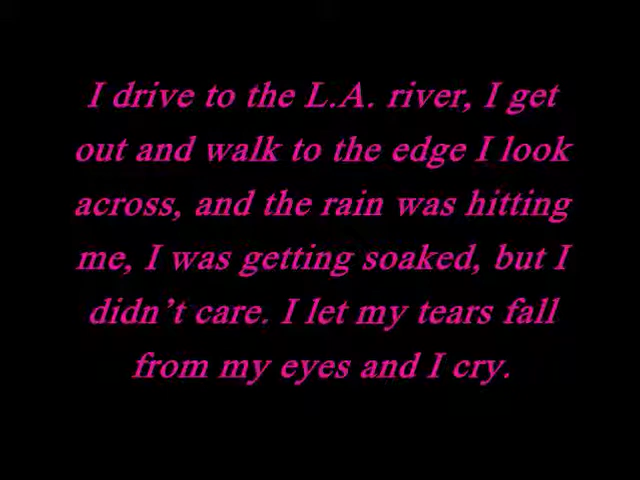 I drive to the L.A. river, I get
out and walk to the edge I look
across, and the rain was hitting
me, I was getting soaked, but I
didn’t care. I let my tears fall
from my eyes and I cry.